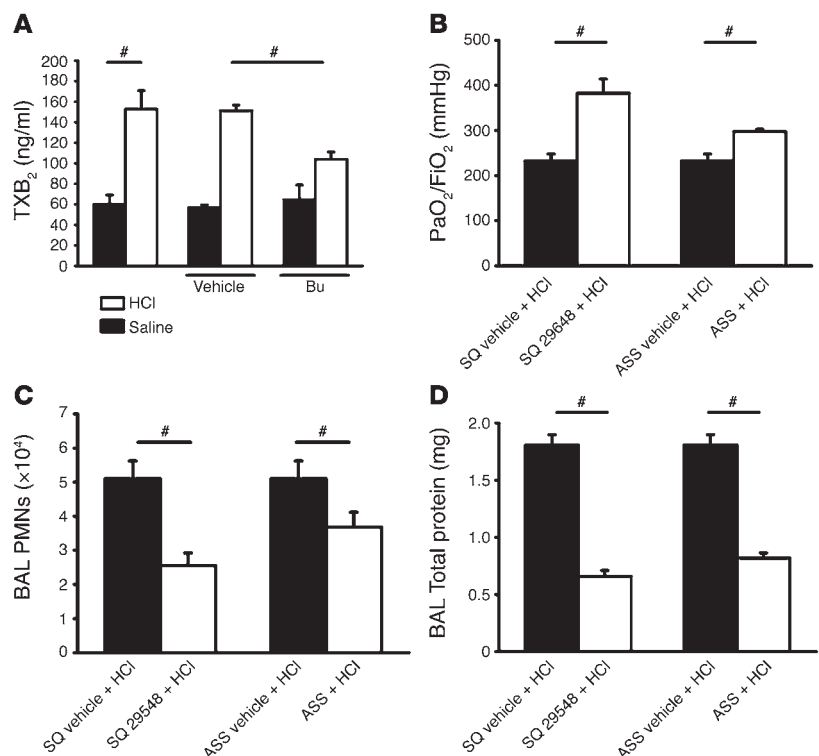 A
#
#
TXB2 (ng/ml)
200
180
160
140
120
100
80
60
40
20
0
Vehicle
Bu
HCl
Saline
B
#
#
PaO2/FiO2 (mmHg)
500
400
300
200
100
0
SQ vehicle + HCl
SQ 29648 + HCl
ASS vehicle + HCl
ASS + HCl
C
#
#
BAL PMNs (×10⁴)
7
6
5
4
3
2
1
0
SQ vehicle + HCl
SQ 29548 + HCl
ASS vehicle + HCl
ASS + HCl
D
#
#
BAL Total protein (mg)
2.0
1.5
1.0
0.5
0
SQ vehicle + HCl
SQ 29548 + HCl
ASS vehicle + HCl
ASS + HCl